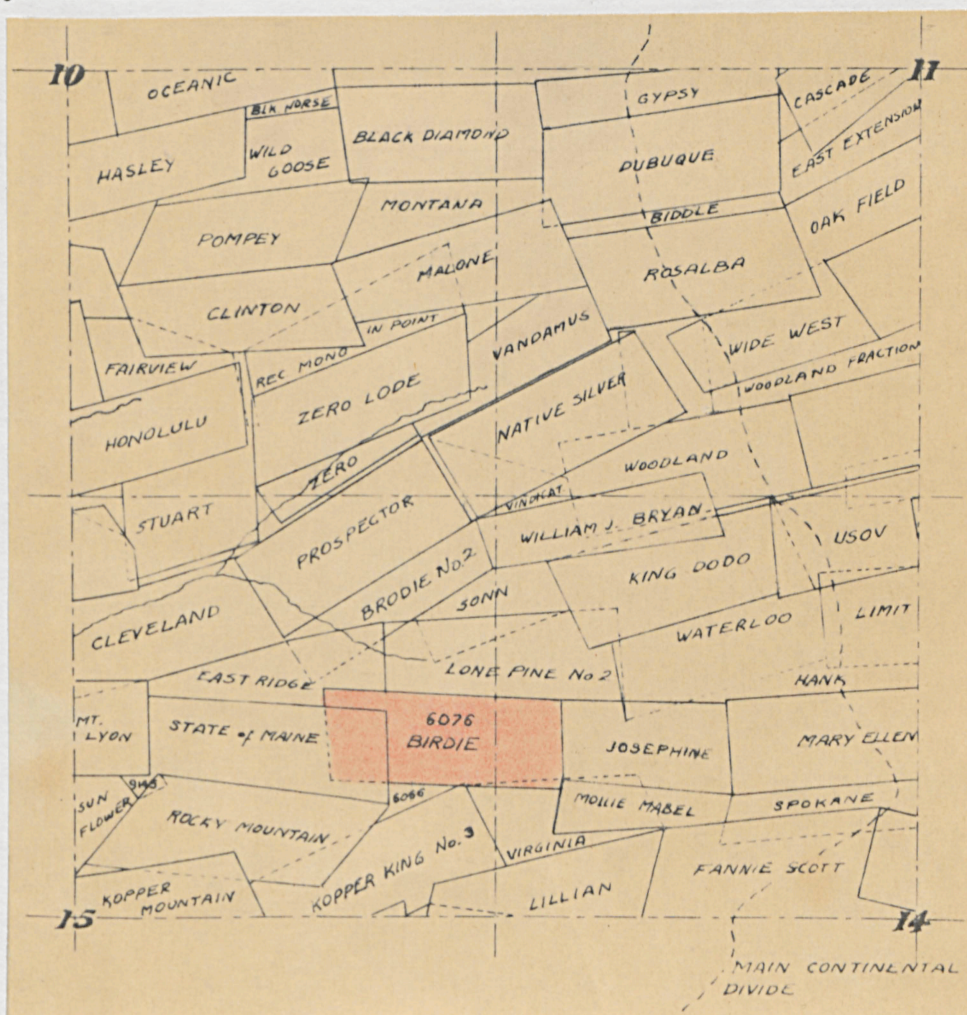 10
11
OCEANIC
BLK HORSE
BLACK DIAMOND
GYPSY
CASCADE
HASLEY
WILD
GOOSE
DUBUQUE
EAST EXTENSION
MONTANA
BIDDLE
OAK FIELD
POMPEY
MALONE
ROSALBA
CLINTON
IN POINT
VANDAMUS
WIDE WEST
FAIRVIEW
REC MONO
ZERO LODE
WOODLAND FRACTION
HONOLULU
NATIVE SILVER
ZERO
WOODLAND
VINDICAT
STUART
PROSPECTOR
WILLIAM J. BRYAN
USOV
BRODIE No. 2
SONN
KING DODO
CLEVELAND
WATERLOO
LIMIT
EAST RIDGE
LONE PINE No 2
HANK
MT.
LYON
STATE of MAINE
6076
BIRDIE
JOSEPHINE
MARY ELLEN
SUN
FLOWER
6066
MOLLIE MABEL
SPOKANE
ROCKY MOUNTAIN
KOPPER KING No. 3
VIRGINIA
FANNIE SCOTT
KOPPER
MOUNTAIN
LILLIAN
15
14
MAIN CONTINENTAL
DIVIDE